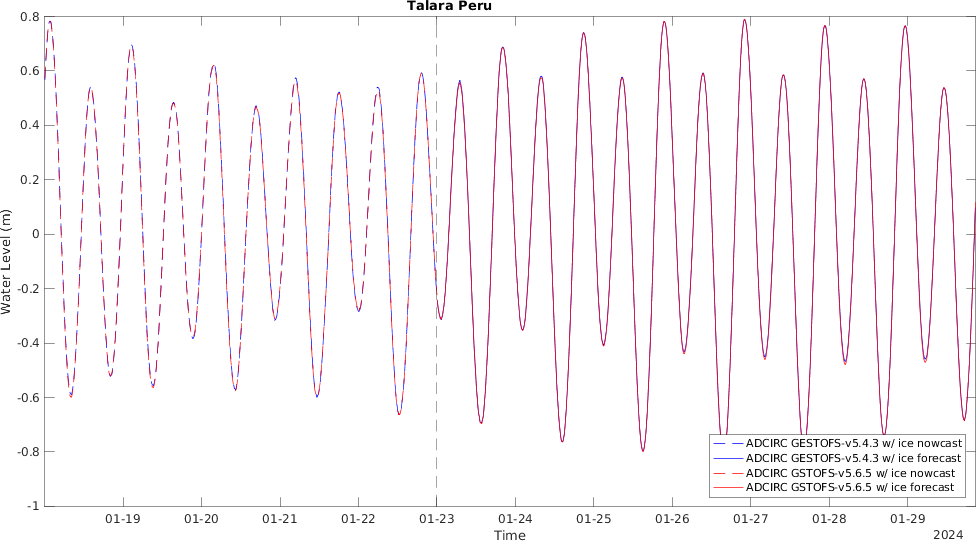 Talara Peru
0.8
0.6
0.4
0.2
0
-0.2
-0.4
-0.6
-0.8
-1
Water Level (m)
01-19 01-20 01-21 01-22 01-23 01-24 01-25 01-26 01-27 01-28 01-29
Time
2024
ADCIRC GESTOFS-v5.4.3 w/ ice nowcast
ADCIRC GESTOFS-v5.4.3 w/ ice forecast
ADCIRC GSTOFS-v5.6.5 w/ ice nowcast
ADCIRC GSTOFS-v5.6.5 w/ ice forecast